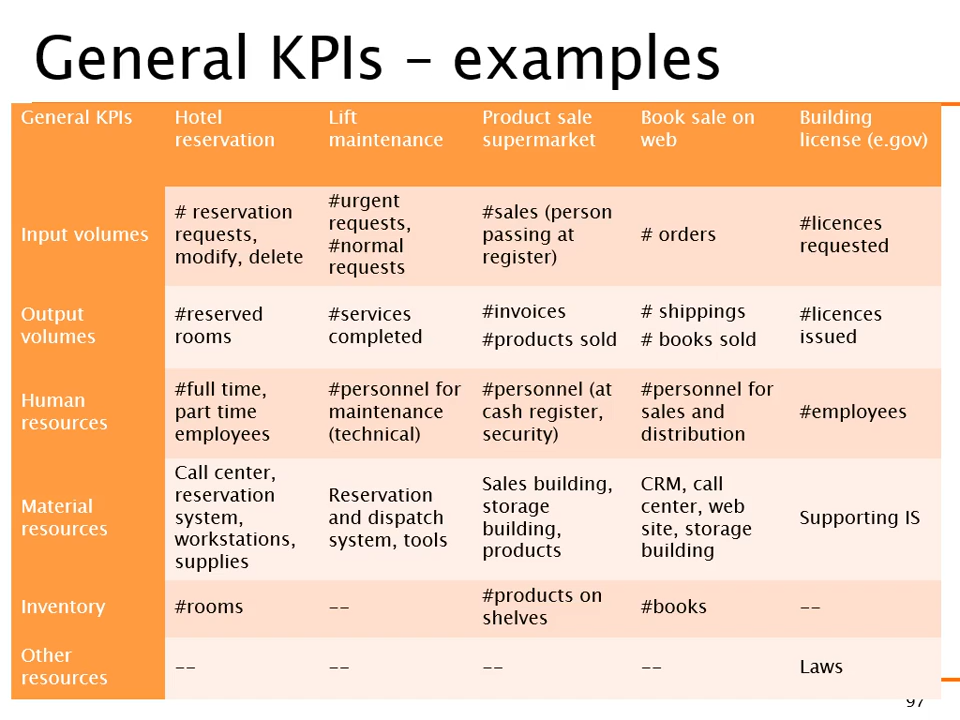 General KPIs – examples
General KPIs
Hotel
reservation
Lift
maintenance
Product sale
supermarket
Book sale on
web
Building
license (e.gov)
Input volumes
# reservation
requests,
modify, delete
#urgent
requests,
#normal
requests
#sales (person
passing at
register)
# orders
#licences
requested
Output
volumes
#reserved
rooms
#services
completed
#invoices
#products sold
# shippings
# books sold
#licences
issued
Human
resources
#full time,
part time
employees
#personnel for
maintenance
(technical)
#personnel (at
cash register,
security)
#personnel for
sales and
distribution
#employees
Material
resources
Call center,
reservation
system,
workstations,
supplies
Reservation
and dispatch
system, tools
Sales building,
storage
building,
products
CRM, call
center, web
site, storage
building
Supporting IS
Inventory
#rooms
--
#products on
shelves
#books
--
Other
resources
--
--
--
--
Laws
97